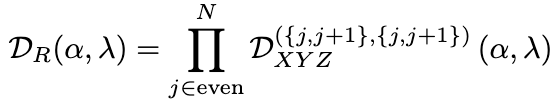 $$\mathcal{D}_R(\alpha, \lambda) = \prod_{j \in \text{even}}^{N} \mathcal{D}_{XYZ}^{(\{j,j+1\},\{j,j+1\})} (\alpha, \lambda)$$